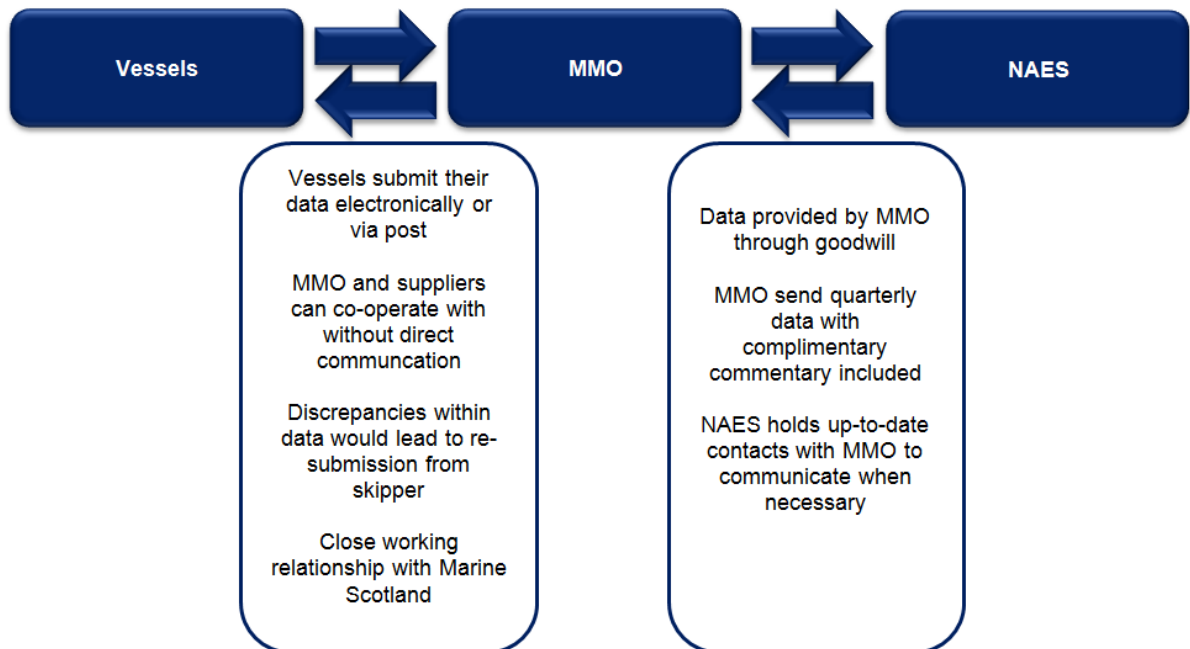 Vessels
MMO
NAES
Vessels submit their
data electronically or
via post
MMO and suppliers
can co-operate with
without direct
communcation
Discrepancies within
data would lead to re-
submission from
skipper
Close working
relationship with Marine
Scotland
Data provided by MMO
through goodwill
MMO send quarterly
data with
complimentary
commentary included
NAES holds up-to-date
contacts with MMO to
communicate when
necessary